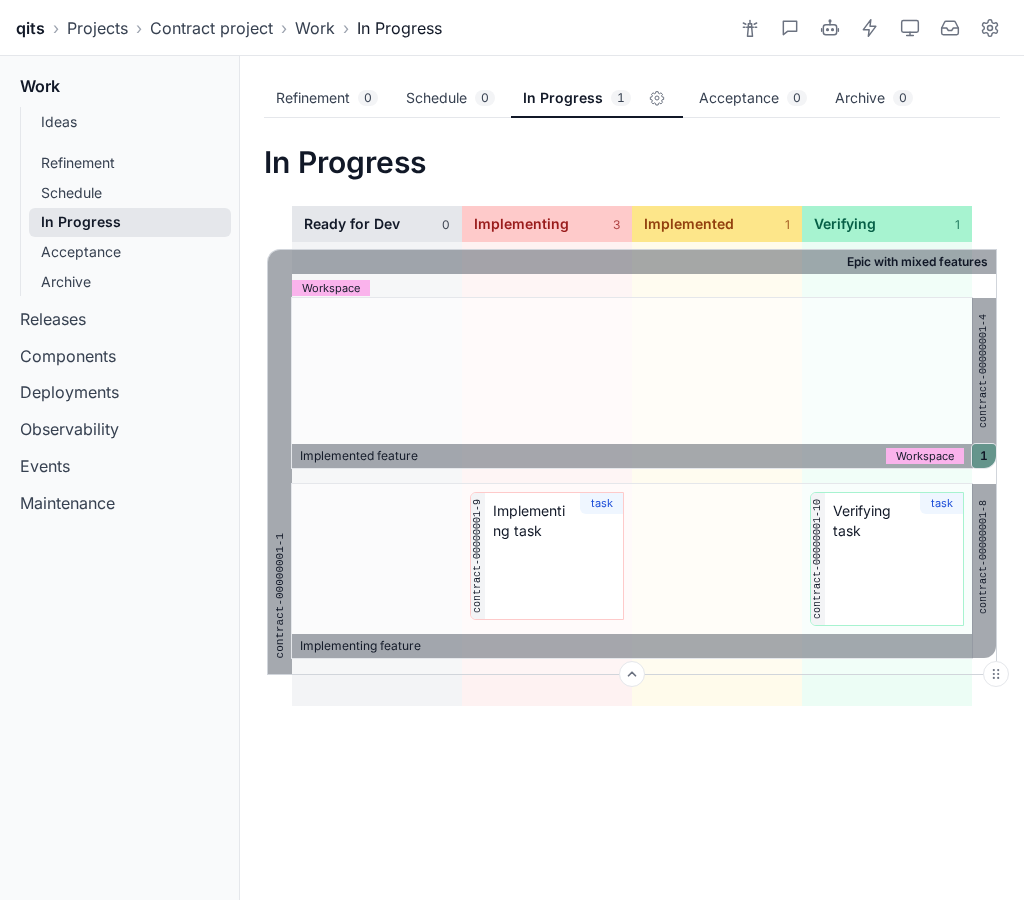 qits › Projects › Contract project › Work › In Progress
Work
Ideas
Refinement
Schedule
In Progress
Acceptance
Archive
Releases
Components
Deployments
Observability
Events
Maintenance
Refinement 0 Schedule 0 In Progress 1 Acceptance 0 Archive 0
In Progress
Ready for Dev 0 Implementing 3 Implemented 1 Verifying 1
Epic with mixed features
Workspace
contract-00000001-4
Implemented feature Workspace 1
contract-00000001-1
contract-00000001-9
Implementi
ng task
task
contract-00000001-10
Verifying
task
task
contract-00000001-8
Implementing feature